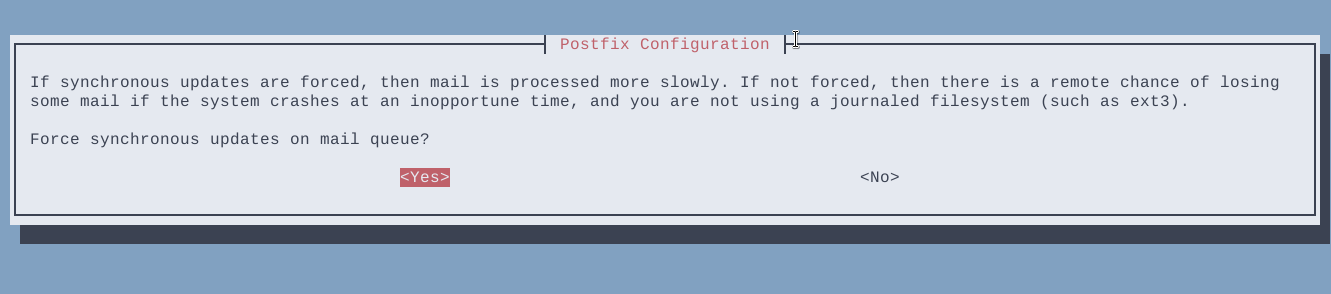 Postfix Configuration
If synchronous updates are forced, then mail is processed more slowly. If not forced, then there is a remote chance of losing
some mail if the system crashes at an inopportune time, and you are not using a journaled filesystem (such as ext3).
Force synchronous updates on mail queue?
<Yes> <No>